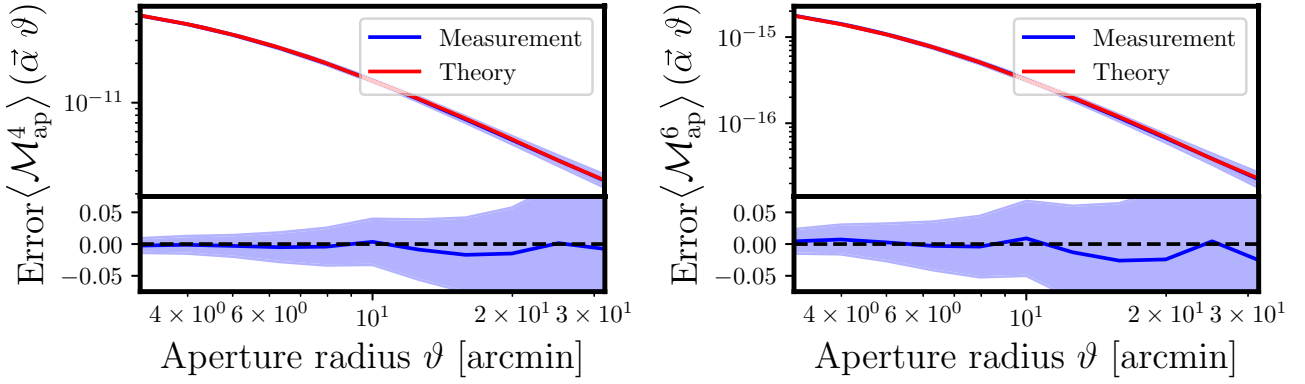 ⟨ℳ⁴ₐₚ⟩ (α⃗ ϑ)
Measurement
Theory
10⁻¹¹
Error
0.05
0.00
−0.05
4 × 10⁰ 6 × 10⁰ 10¹ 2 × 10¹ 3 × 10¹
Aperture radius ϑ [arcmin]
⟨ℳ⁶ₐₚ⟩ (α⃗ ϑ)
Measurement
Theory
10⁻¹⁵
10⁻¹⁶
Error
0.05
0.00
−0.05
4 × 10⁰ 6 × 10⁰ 10¹ 2 × 10¹ 3 × 10¹
Aperture radius ϑ [arcmin]